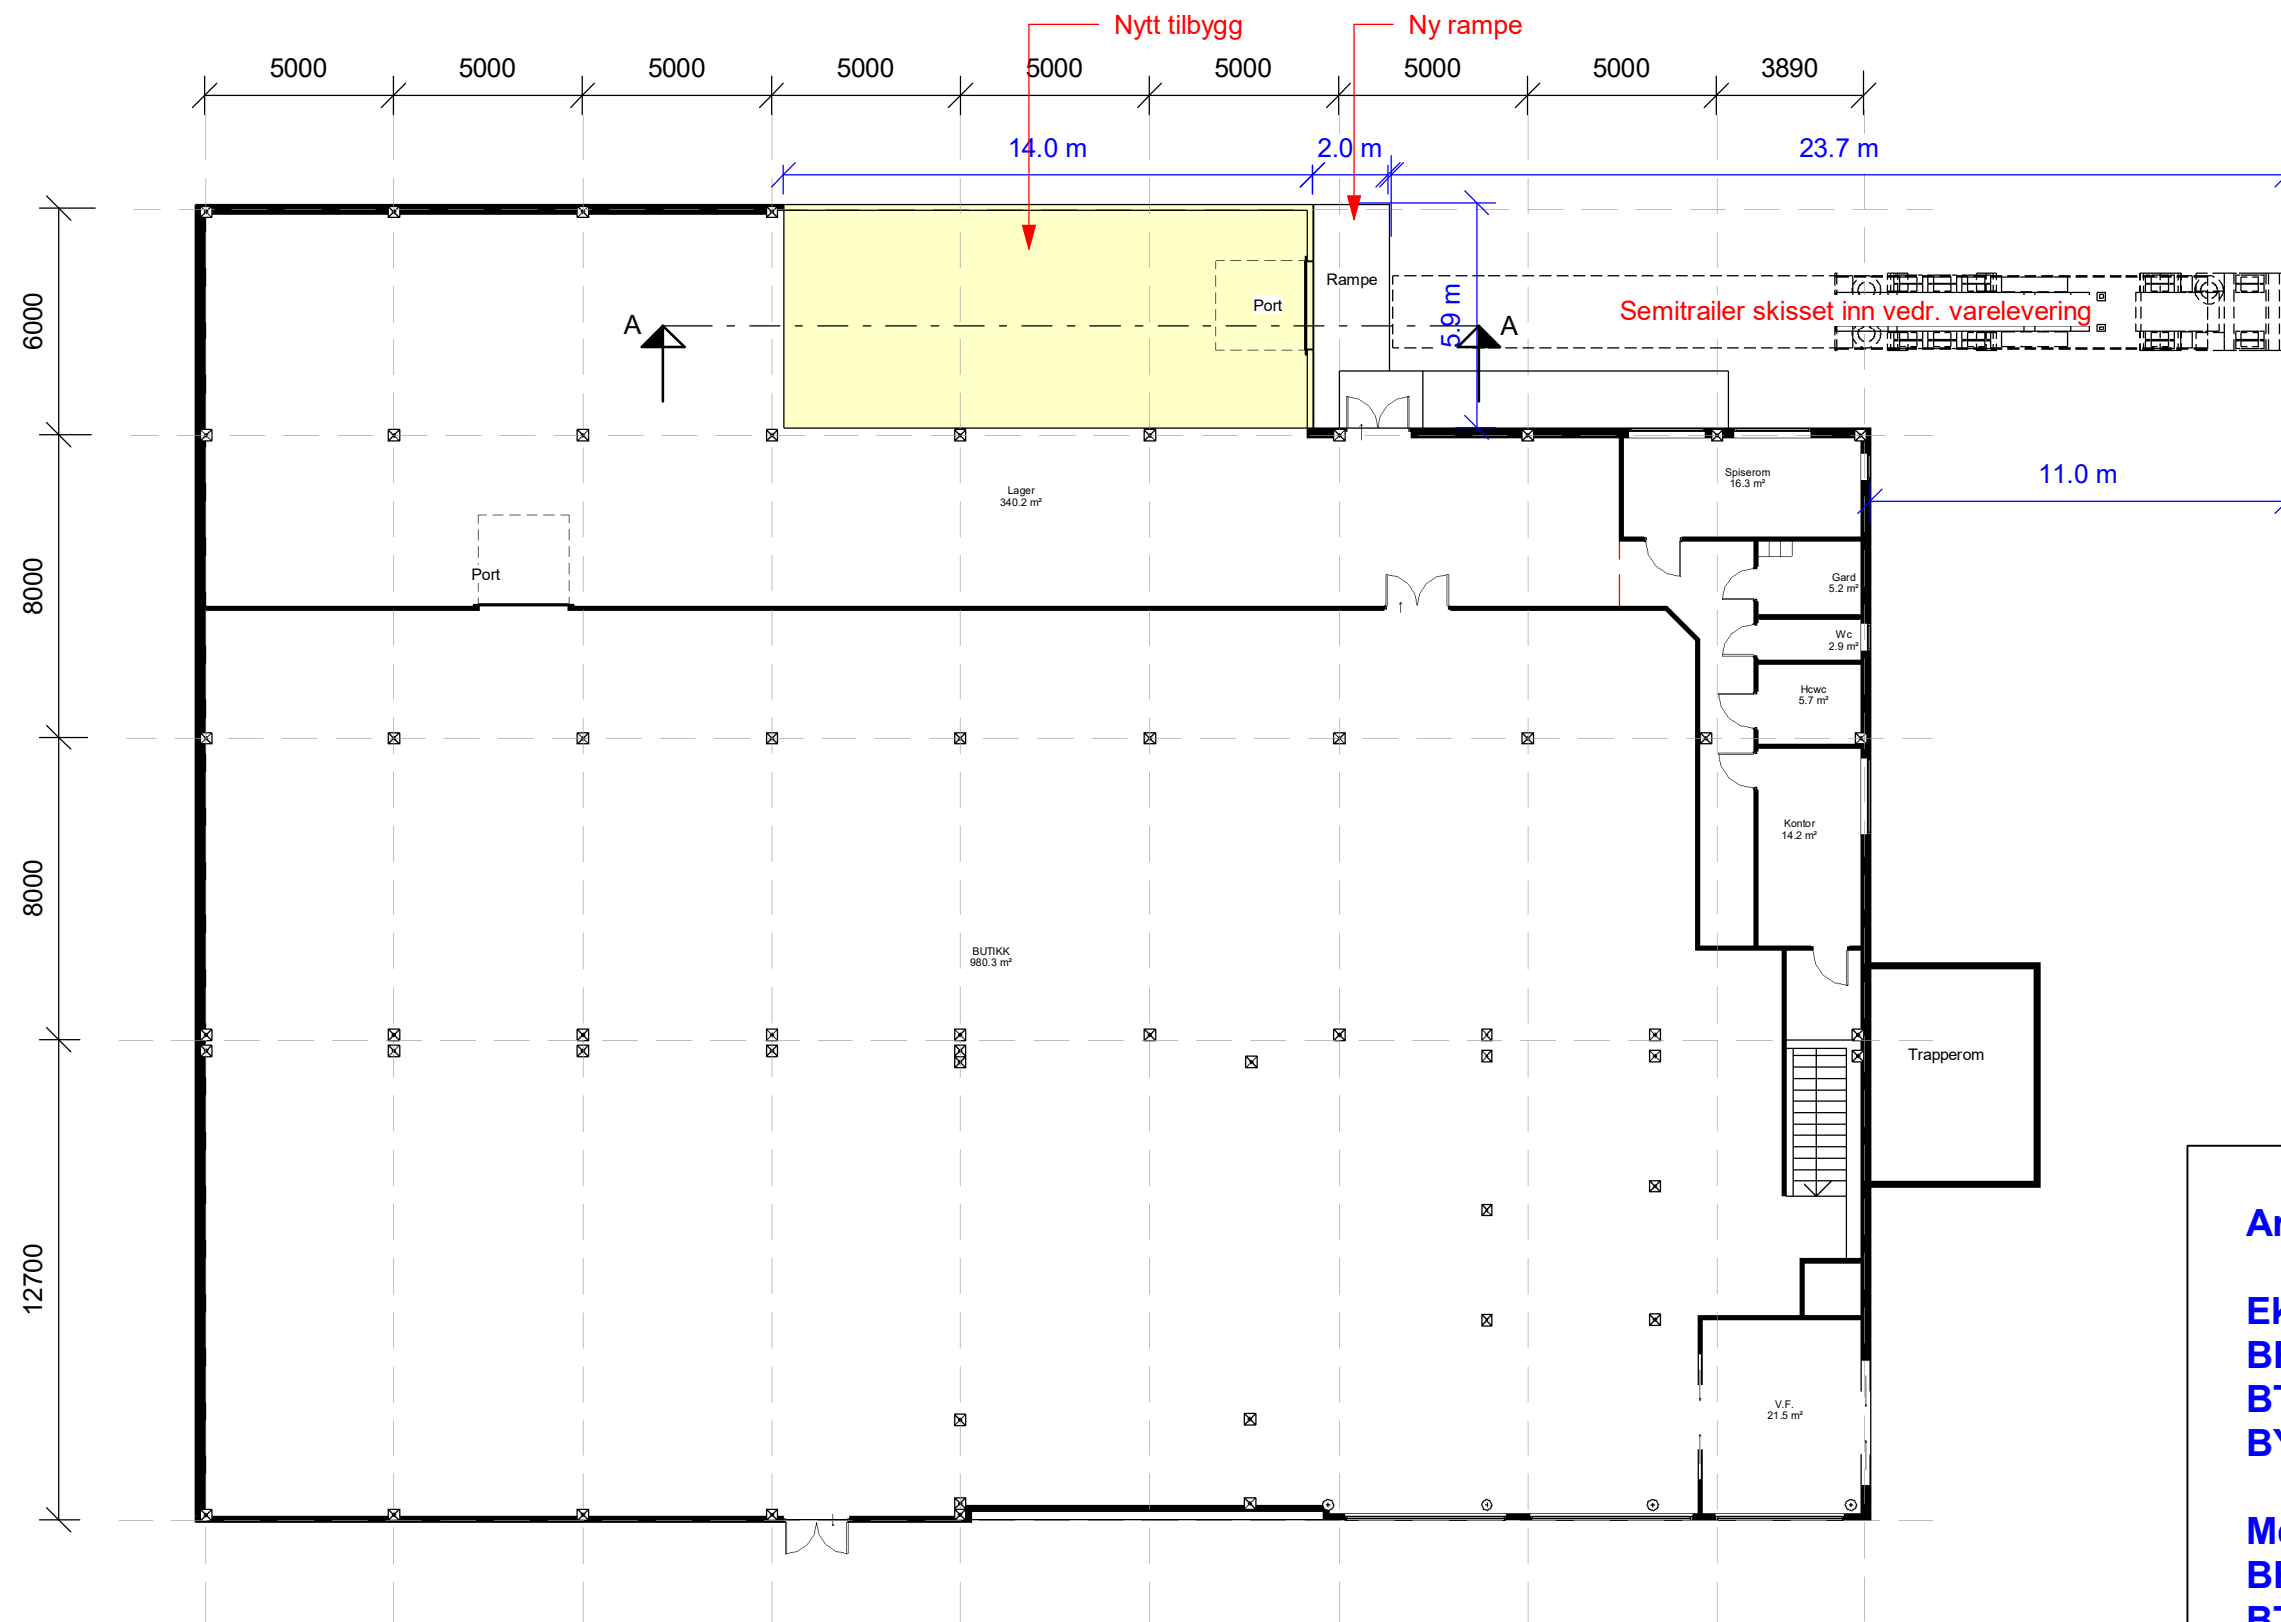 Nytt tilbygg
Ny rampe
5000
5000
5000
5000
5000
5000
5000
5000
3890
14.0 m
2.0 m
23.7 m
6000
8000
8000
12700
Rampe
Port
5.9 m
A
A
Semitrailer skisset inn vedr. varelevering
11.0 m
Lager
340.2 m²
Spiserom
16.3 m²
Port
Gard
5.2 m²
Wc
2.9 m²
Hcwc
5.7 m²
Kontor
14.2 m²
BUTIKK
980.3 m²
Trapperom
V.F.
21.5 m²